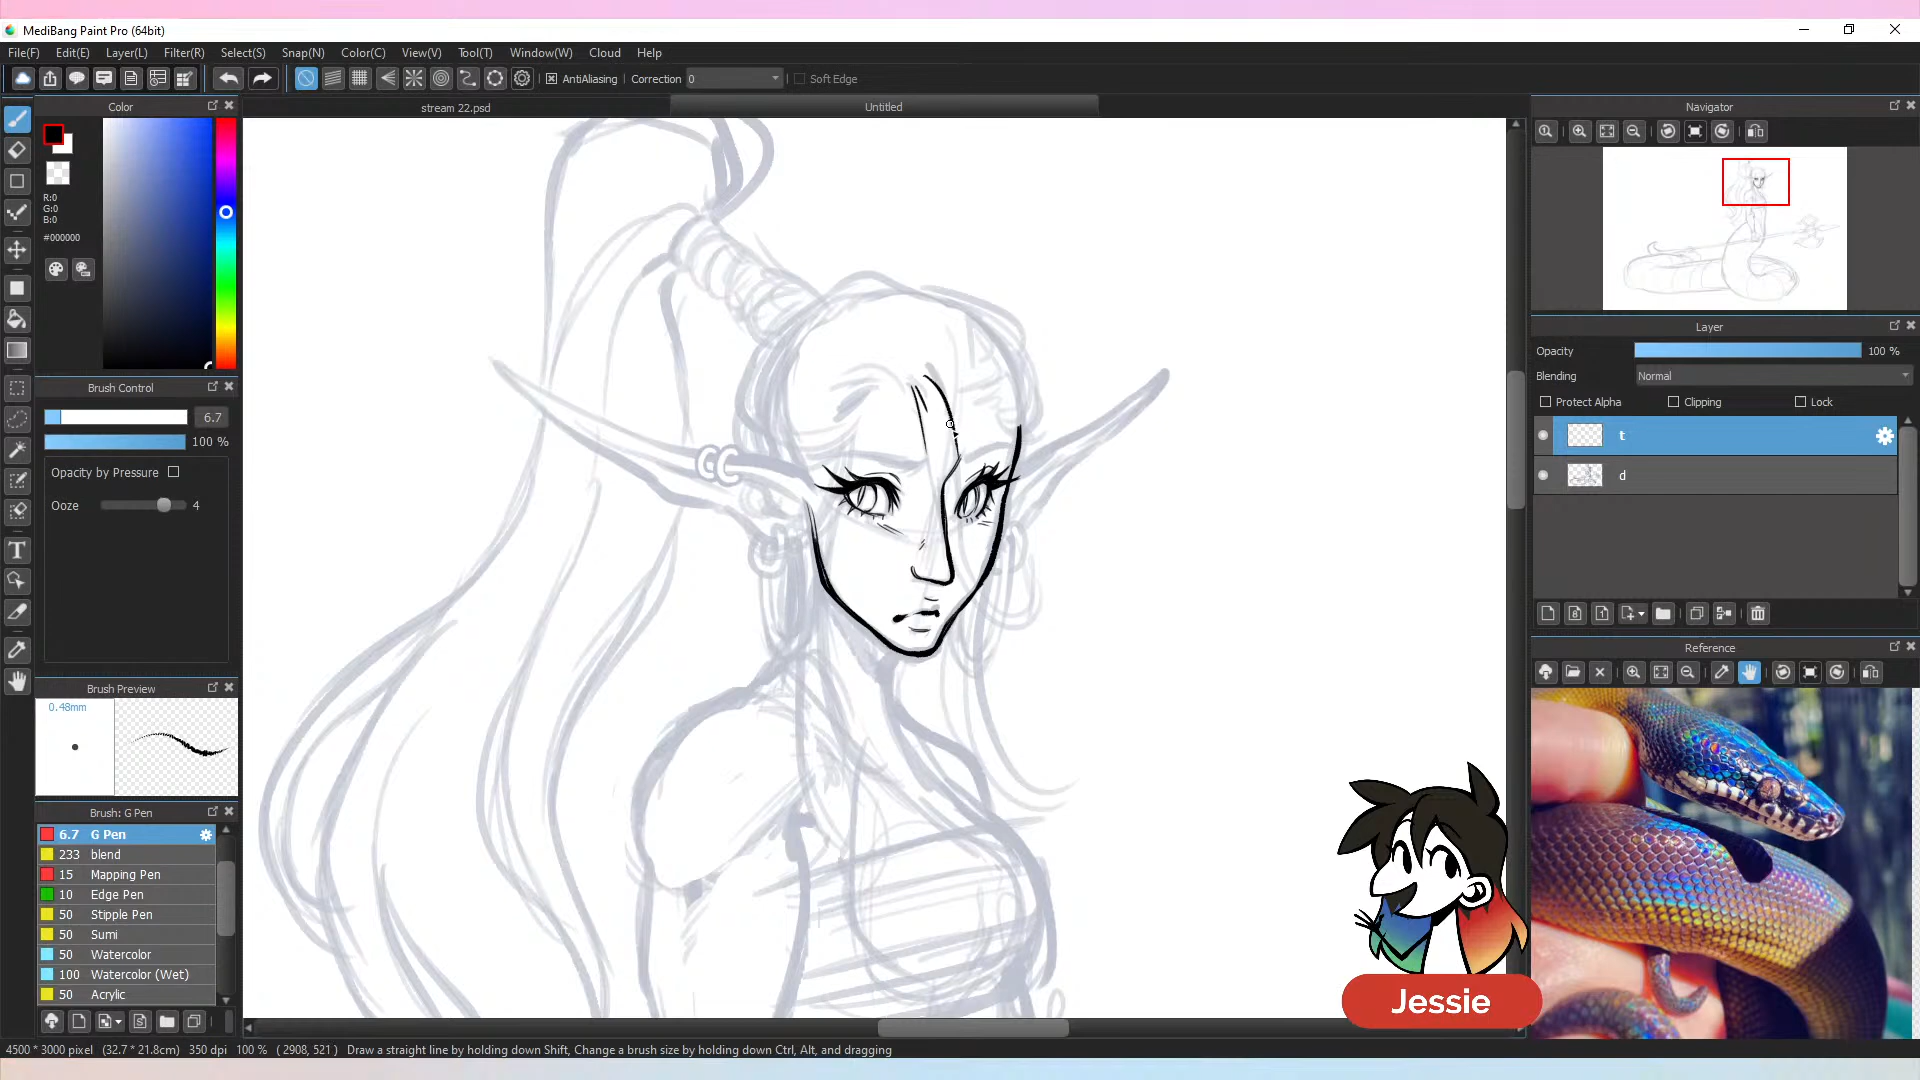 MediBang Paint Pro (64bit)
File(F) Edit(E) Layer(L) Filter(R) Select(S) Snap(N) Color(C) View(V) Tool(T) Window(W) Cloud Help
AntiAliasing Correction 0 Soft Edge
Color
stream 22.psd
Untitled
Navigator
R:0
G:0
B:0
#000000
Brush Control
6.7
100 %
Opacity by Pressure
Ooze 4
Brush Preview
0.48mm
Brush: G Pen
6.7 G Pen
233 blend
15 Mapping Pen
10 Edge Pen
50 Stipple Pen
50 Sumi
50 Watercolor
100 Watercolor (Wet)
50 Acrylic
Layer
Opacity 100 %
Blending Normal
Protect Alpha Clipping Lock
t
d
Reference
Jessie
4500 * 3000 pixel (32.7 * 21.8cm) 350 dpi 100 % ( 2908, 521 ) Draw a straight line by holding down Shift, Change a brush size by holding down Ctrl, Alt, and dragging